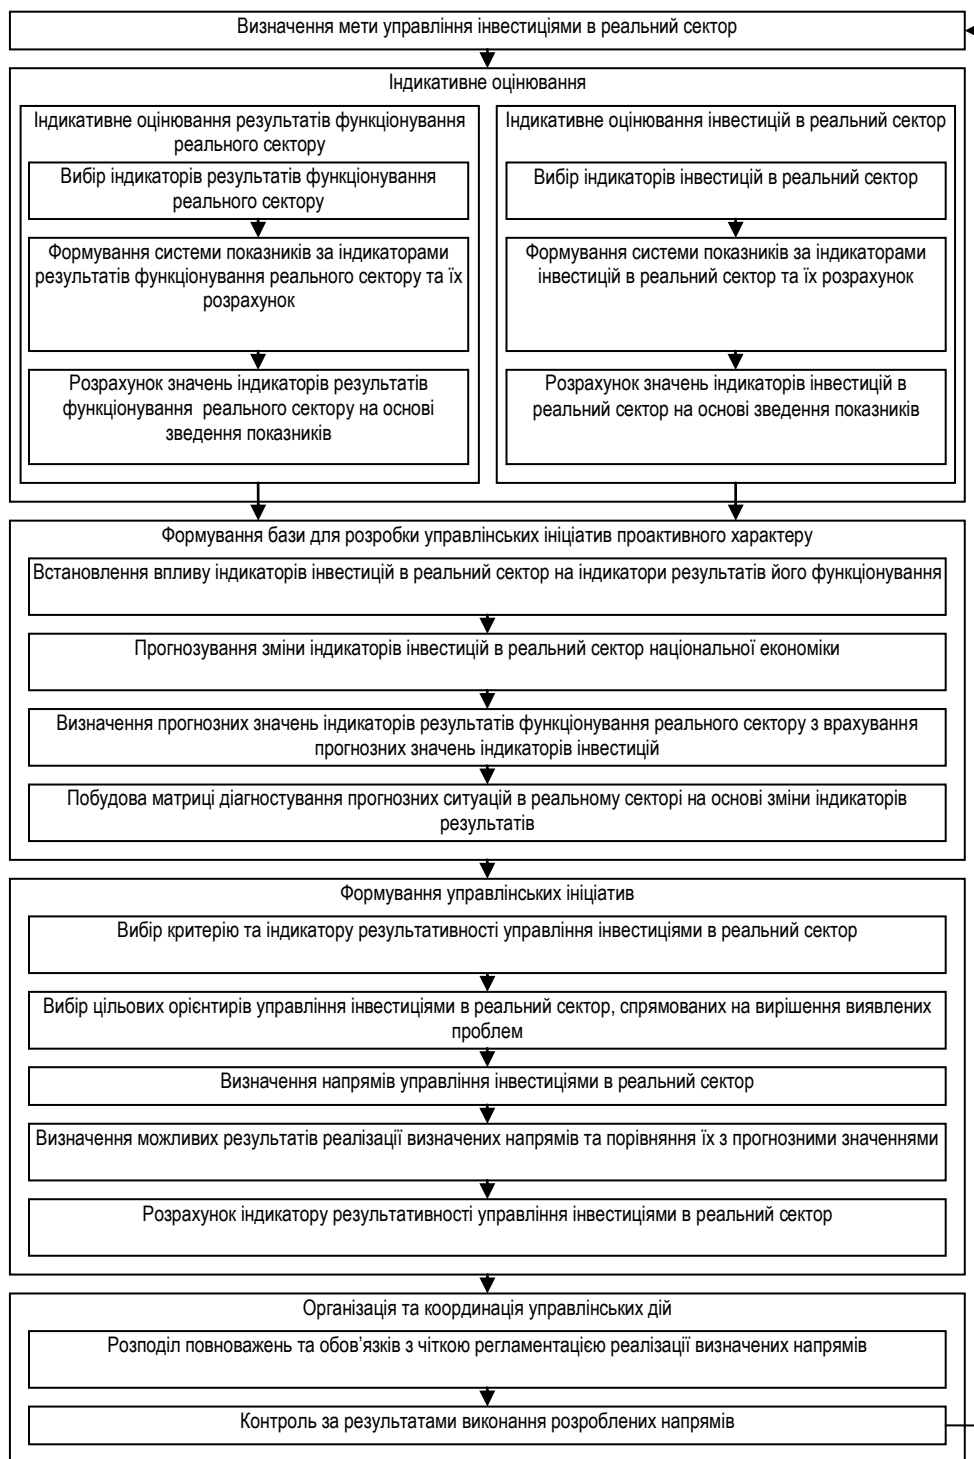 Визначення мети управління інвестиціями в реальний сектор
Індикативне оцінювання
Індикативне оцінювання результатів функціонування
реального сектору
Вибір індикаторів результатів функціонування
реального сектору
Формування системи показників за індикаторами
результатів функціонування реального сектору та їх
розрахунок
Розрахунок значень індикаторів результатів
функціонування реального сектору на основі
зведення показників
Індикативне оцінювання інвестицій в реальний сектор
Вибір індикаторів інвестицій в реальний сектор
Формування системи показників за індикаторами
інвестицій в реальний сектор та їх розрахунок
Розрахунок значень індикаторів інвестицій в
реальний сектор на основі зведення показників
Формування бази для розробки управлінських ініціатив проактивного характеру
Встановлення впливу індикаторів інвестицій в реальний сектор на індикатори результатів його функціонування
Прогнозування зміни індикаторів інвестицій в реальний сектор національної економіки
Визначення прогнозних значень індикаторів результатів функціонування реального сектору з врахування
прогнозних значень індикаторів інвестицій
Побудова матриці діагностування прогнозних ситуацій в реальному секторі на основі зміни індикаторів
результатів
Формування управлінських ініціатив
Вибір критерію та індикатору результативності управління інвестиціями в реальний сектор
Вибір цільових орієнтирів управління інвестиціями в реальний сектор, спрямованих на вирішення виявлених
проблем
Визначення напрямів управління інвестиціями в реальний сектор
Визначення можливих результатів реалізації визначених напрямів та порівняння їх з прогнозними значеннями
Розрахунок індикатору результативності управління інвестиціями в реальний сектор
Організація та координація управлінських дій
Розподіл повноважень та обов’язків з чіткою регламентацією реалізації визначених напрямів
Контроль за результатами виконання розроблених напрямів